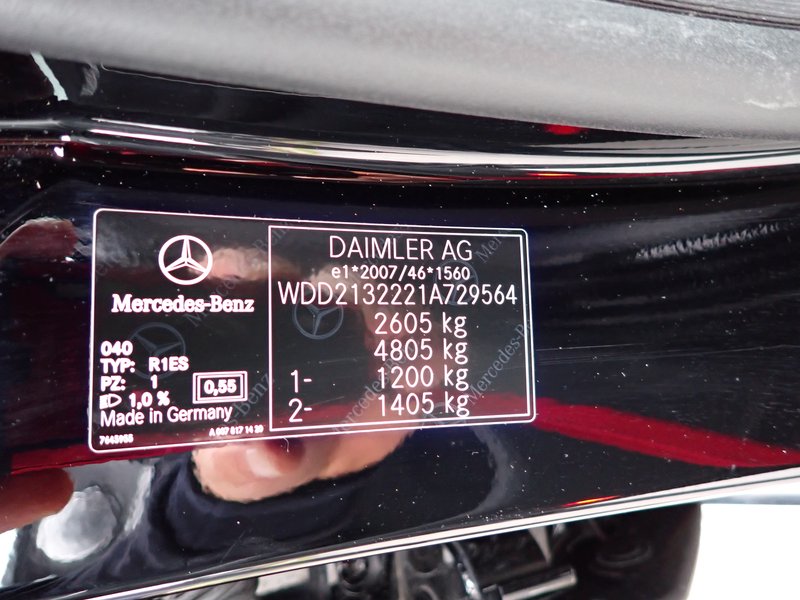 Mercedes-Benz
040
TYP: R1ES
PZ: 1
0,55
1,0 %
Made in Germany
DAIMLER AG
e1*2007/46*1560
WDD2132221A729564
2605 kg
4805 kg
1- 1200 kg
2- 1405 kg